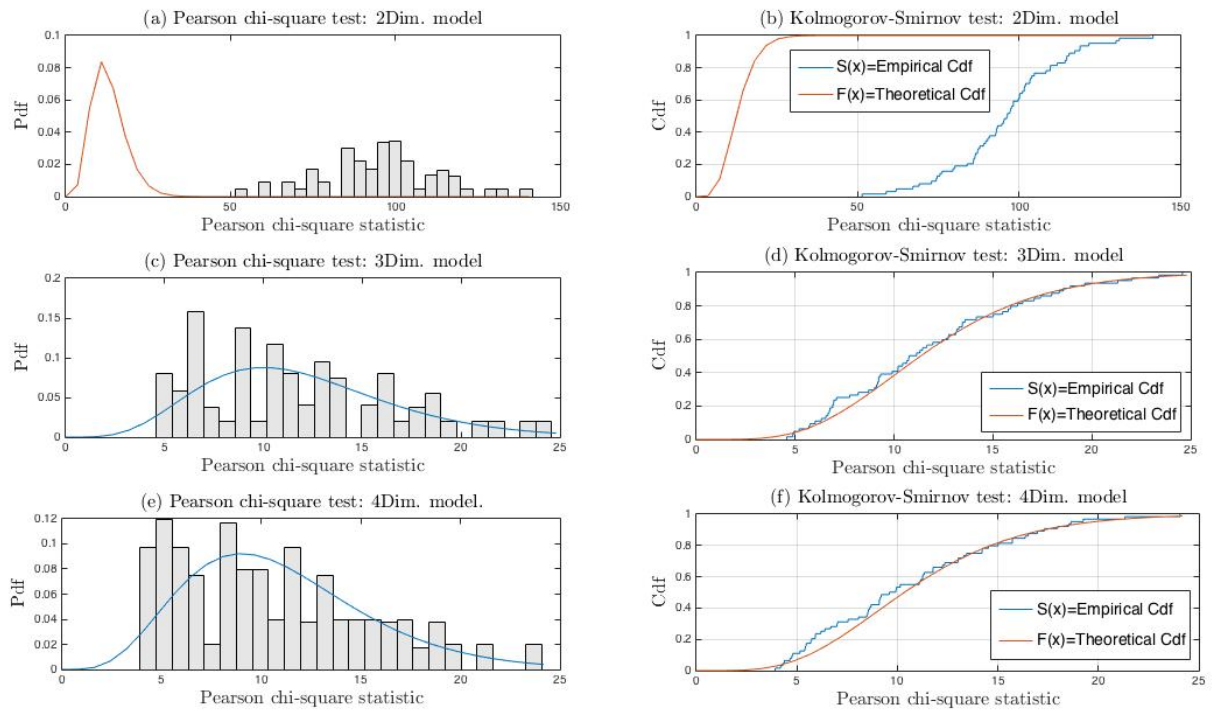 (a) Pearson chi-square test: 2Dim. model
0.1
0.08
0.06
0.04
0.02
0
Pdf
0 50 100 150
Pearson chi-square statistic
(b) Kolmogorov-Smirnov test: 2Dim. model
1
0.8
0.6
0.4
0.2
0
Cdf
S(x)=Empirical Cdf
F(x)=Theoretical Cdf
0 50 100 150
Pearson chi-square statistic
(c) Pearson chi-square test: 3Dim. model
0.2
0.15
0.1
0.05
0
Pdf
0 5 10 15 20 25
Pearson chi-square statistic
(d) Kolmogorov-Smirnov test: 3Dim. model
1
0.8
0.6
0.4
0.2
0
Cdf
S(x)=Empirical Cdf
F(x)=Theoretical Cdf
0 5 10 15 20 25
Pearson chi-square statistic
(e) Pearson chi-square test: 4Dim. model.
0.12
0.1
0.08
0.06
0.04
0.02
0
Pdf
0 5 10 15 20 25
Pearson chi-square statistic
(f) Kolmogorov-Smirnov test: 4Dim. model
1
0.8
0.6
0.4
0.2
0
Cdf
S(x)=Empirical Cdf
F(x)=Theoretical Cdf
0 5 10 15 20 25
Pearson chi-square statistic